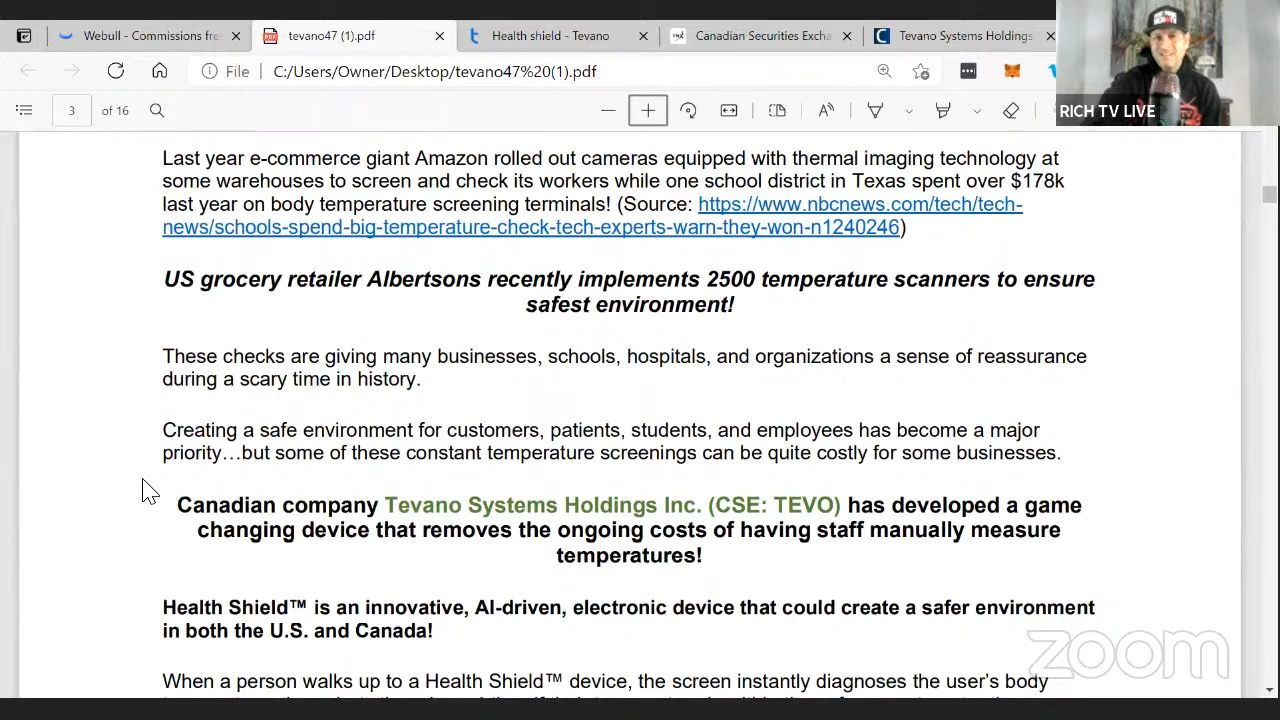 Webull - Commissions fre
tevano47 (1).pdf
Health shield - Tevano
Canadian Securities Excha
Tevano Systems Holdings
File
C:/Users/Owner/Desktop/tevano47%20(1).pdf
3 of 16
RICH TV LIVE
Last year e-commerce giant Amazon rolled out cameras equipped with thermal imaging technology at
some warehouses to screen and check its workers while one school district in Texas spent over $178k
last year on body temperature screening terminals! (Source: https://www.nbcnews.com/tech/tech-
news/schools-spend-big-temperature-check-tech-experts-warn-they-won-n1240246)
US grocery retailer Albertsons recently implements 2500 temperature scanners to ensure
safest environment!
These checks are giving many businesses, schools, hospitals, and organizations a sense of reassurance
during a scary time in history.
Creating a safe environment for customers, patients, students, and employees has become a major
priority…but some of these constant temperature screenings can be quite costly for some businesses.
Canadian company Tevano Systems Holdings Inc. (CSE: TEVO) has developed a game
changing device that removes the ongoing costs of having staff manually measure
temperatures!
Health Shield™ is an innovative, AI-driven, electronic device that could create a safer environment
in both the U.S. and Canada!
When a person walks up to a Health Shield™ device, the screen instantly diagnoses the user's body
zoom